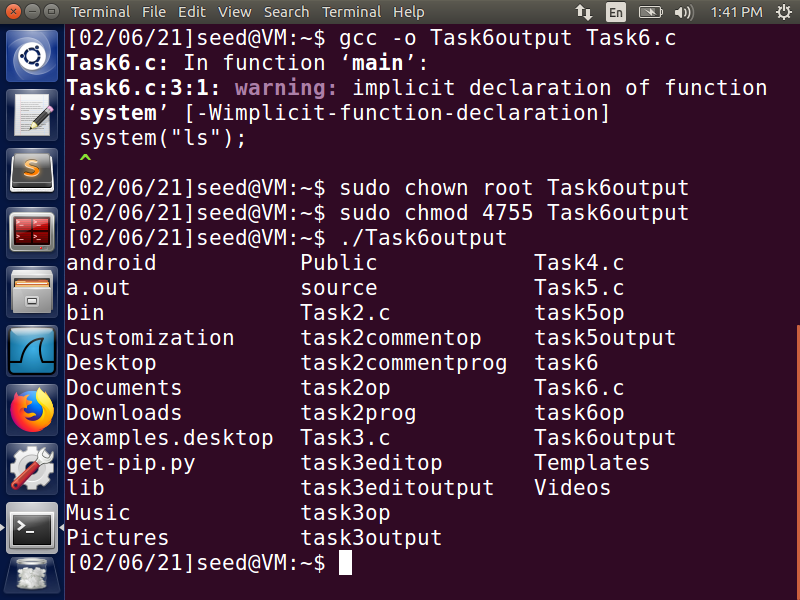 Terminal File Edit View Search Terminal Help En 1:41 PM
[02/06/21]seed@VM:~$ gcc -o Task6output Task6.c
Task6.c: In function ‘main’:
Task6.c:3:1: warning: implicit declaration of function
‘system’ [-Wimplicit-function-declaration]
 system("ls");
 ^
[02/06/21]seed@VM:~$ sudo chown root Task6output
[02/06/21]seed@VM:~$ sudo chmod 4755 Task6output
[02/06/21]seed@VM:~$ ./Task6output
android Public Task4.c
a.out source Task5.c
bin Task2.c task5op
Customization task2commentop task5output
Desktop task2commentprog task6
Documents task2op Task6.c
Downloads task2prog task6op
examples.desktop Task3.c Task6output
get-pip.py task3editop Templates
lib task3editoutput Videos
Music task3op
Pictures task3output
[02/06/21]seed@VM:~$